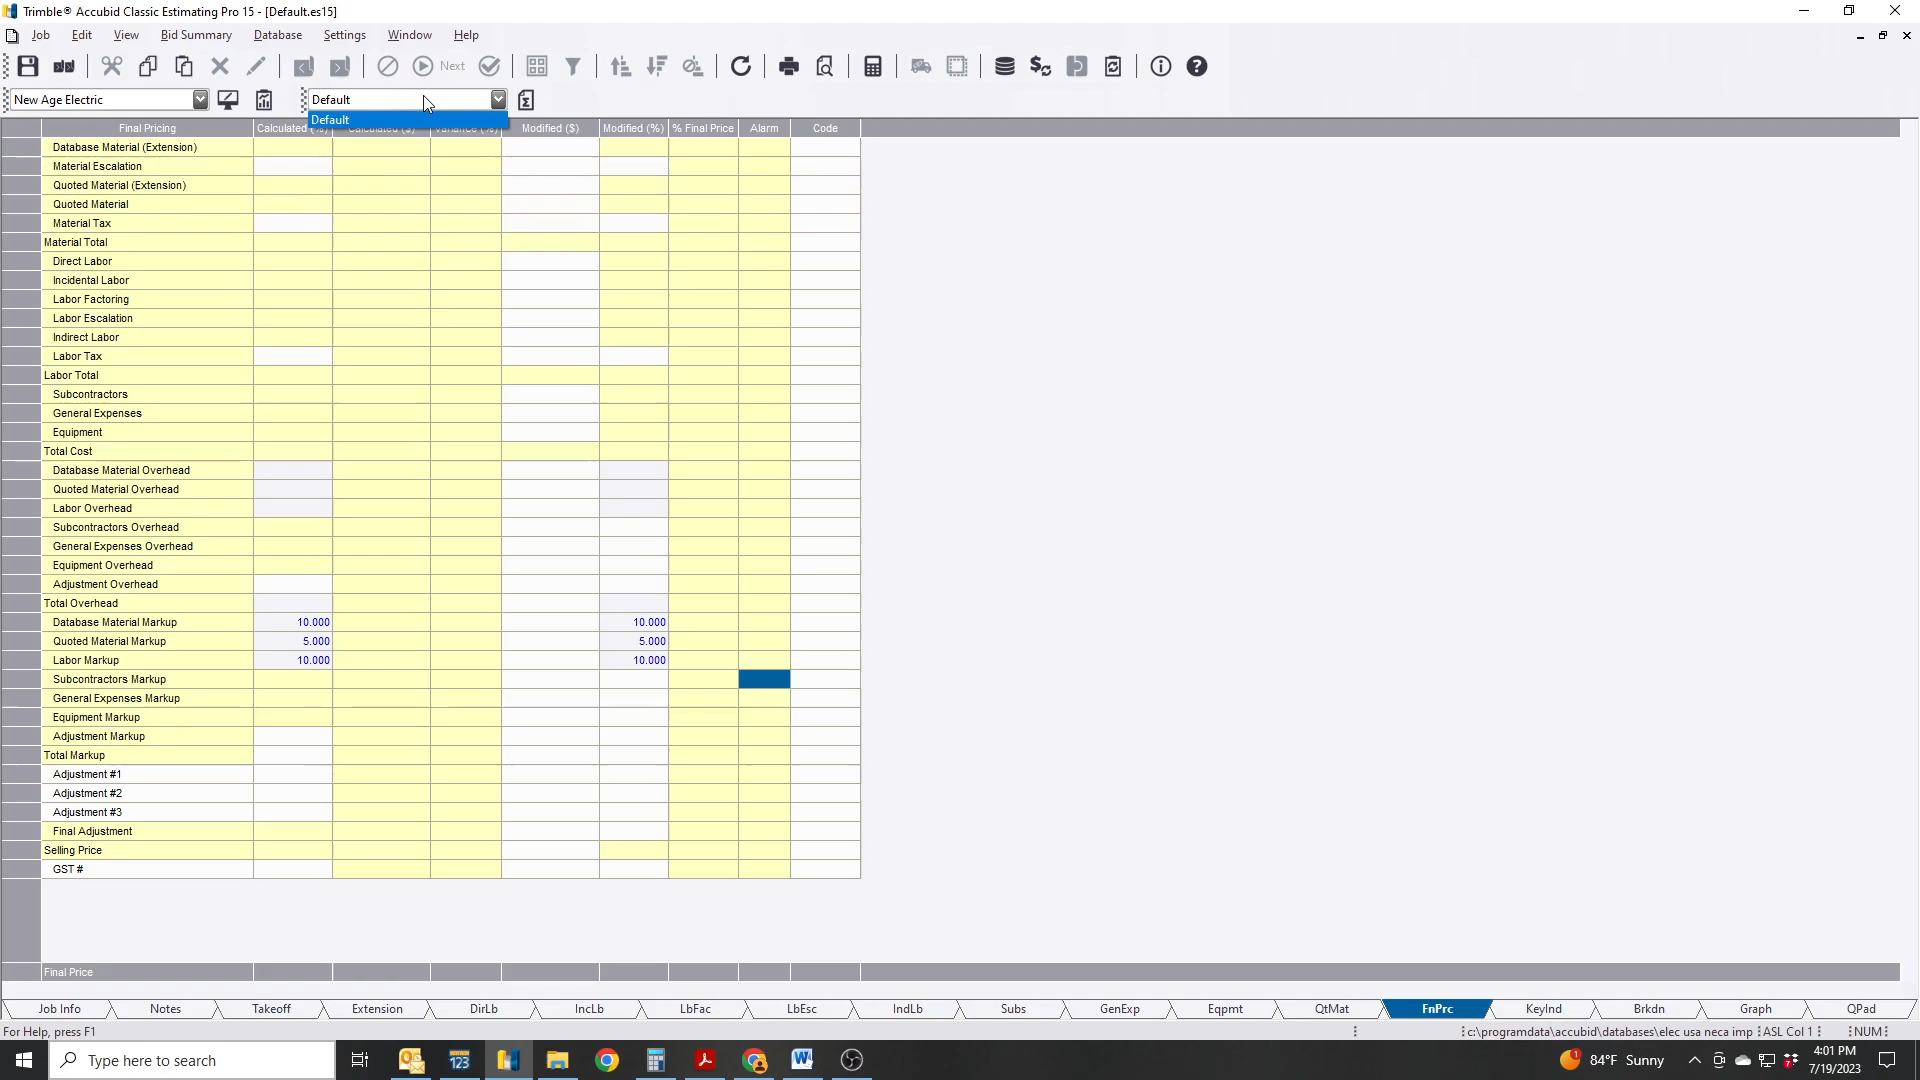 Trimble® Accubid Classic Estimating Pro 15 - [Default.es15]
Job Edit View Bid Summary Database Settings Window Help
Next
New Age Electric Default
Default
Final Pricing Calculated (%) Calculated ($) Variance (%) Modified ($) Modified (%) % Final Price Alarm Code
Database Material (Extension)
Material Escalation
Quoted Material (Extension)
Quoted Material
Material Tax
Material Total
Direct Labor
Incidental Labor
Labor Factoring
Labor Escalation
Indirect Labor
Labor Tax
Labor Total
Subcontractors
General Expenses
Equipment
Total Cost
Database Material Overhead
Quoted Material Overhead
Labor Overhead
Subcontractors Overhead
General Expenses Overhead
Equipment Overhead
Adjustment Overhead
Total Overhead
Database Material Markup 10.000 10.000
Quoted Material Markup 5.000 5.000
Labor Markup 10.000 10.000
Subcontractors Markup
General Expenses Markup
Equipment Markup
Adjustment Markup
Total Markup
Adjustment #1
Adjustment #2
Adjustment #3
Final Adjustment
Selling Price
GST #
Final Price
Job Info Notes Takeoff Extension DirLb IncLb LbFac LbEsc IndLb Subs GenExp Eqpmt QtMat FnPrc KeyInd Brkdn Graph QPad
For Help, press F1 c:\programdata\accubid\databases\elec usa neca imp ASL Col 1 NUM
Type here to search 123 84°F Sunny 4:01 PM
7/19/2023